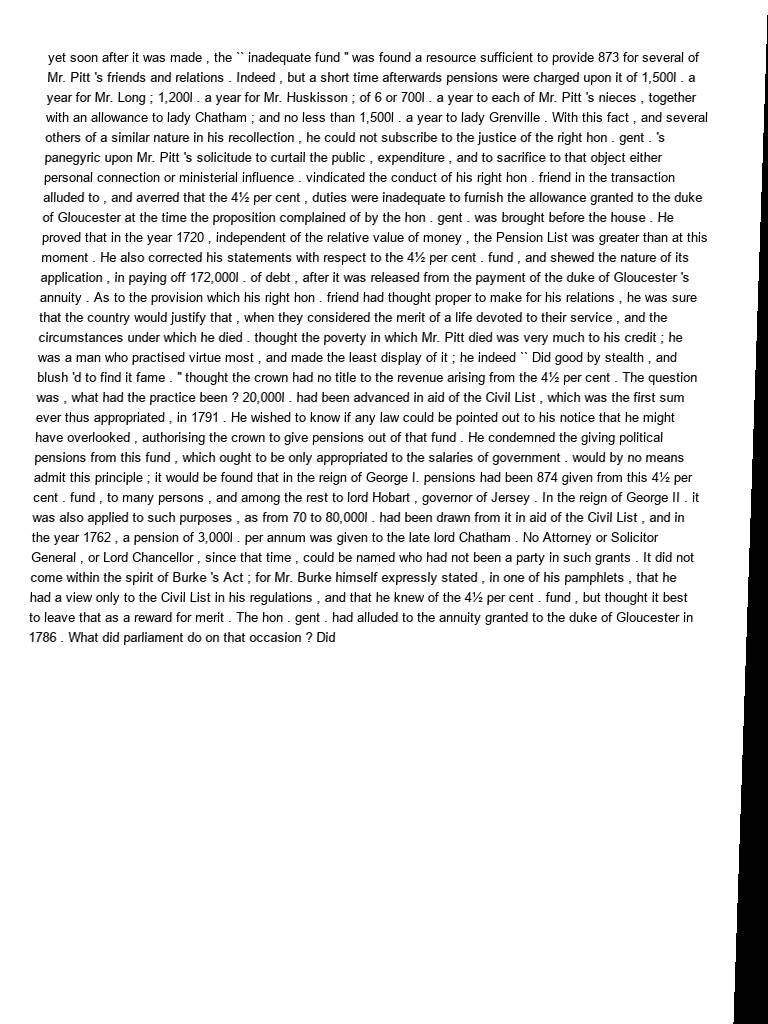 yet soon after it was made , the `` inadequate fund '' was found a resource sufficient to provide 873 for several of
Mr. Pitt 's friends and relations . Indeed , but a short time afterwards pensions were charged upon it of 1,500l . a
year for Mr. Long ; 1,200l . a year for Mr. Huskisson ; of 6 or 700l . a year to each of Mr. Pitt 's nieces , together
with an allowance to lady Chatham ; and no less than 1,500l . a year to lady Grenville . With this fact , and several
others of a similar nature in his recollection , he could not subscribe to the justice of the right hon . gent . 's
panegyric upon Mr. Pitt 's solicitude to curtail the public , expenditure , and to sacrifice to that object either
personal connection or ministerial influence . vindicated the conduct of his right hon . friend in the transaction
alluded to , and averred that the 4½ per cent , duties were inadequate to furnish the allowance granted to the duke
of Gloucester at the time the proposition complained of by the hon . gent . was brought before the house . He
proved that in the year 1720 , independent of the relative value of money , the Pension List was greater than at this
moment . He also corrected his statements with respect to the 4½ per cent . fund , and shewed the nature of its
application , in paying off 172,000l . of debt , after it was released from the payment of the duke of Gloucester 's
annuity . As to the provision which his right hon . friend had thought proper to make for his relations , he was sure
that the country would justify that , when they considered the merit of a life devoted to their service , and the
circumstances under which he died . thought the poverty in which Mr. Pitt died was very much to his credit ; he
was a man who practised virtue most , and made the least display of it ; he indeed `` Did good by stealth , and
blush 'd to find it fame . '' thought the crown had no title to the revenue arising from the 4½ per cent . The question
was , what had the practice been ? 20,000l . had been advanced in aid of the Civil List , which was the first sum
ever thus appropriated , in 1791 . He wished to know if any law could be pointed out to his notice that he might
have overlooked , authorising the crown to give pensions out of that fund . He condemned the giving political
pensions from this fund , which ought to be only appropriated to the salaries of government . would by no means
admit this principle ; it would be found that in the reign of George I. pensions had been 874 given from this 4½ per
cent . fund , to many persons , and among the rest to lord Hobart , governor of Jersey . In the reign of George II . it
was also applied to such purposes , as from 70 to 80,000l . had been drawn from it in aid of the Civil List , and in
the year 1762 , a pension of 3,000l . per annum was given to the late lord Chatham . No Attorney or Solicitor
General , or Lord Chancellor , since that time , could be named who had not been a party in such grants . It did not
come within the spirit of Burke 's Act ; for Mr. Burke himself expressly stated , in one of his pamphlets , that he
had a view only to the Civil List in his regulations , and that he knew of the 4½ per cent . fund , but thought it best
to leave that as a reward for merit . The hon . gent . had alluded to the annuity granted to the duke of Gloucester in
1786 . What did parliament do on that occasion ? Did